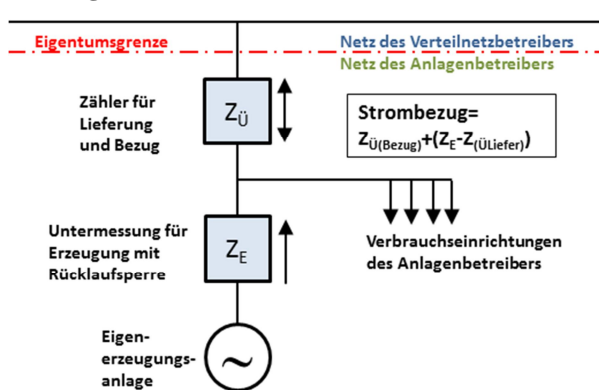 Eigentumsgrenze
Netz des Verteilnetzbetreibers
Netz des Anlagenbetreibers
Zähler für
Lieferung
und Bezug
ZÜ
Strombezug=
ZÜ(Bezug)+(ZE-Z(ÜLiefer))
Untermessung für
Erzeugung mit
Rücklaufsperre
ZE
Verbrauchseinrichtungen
des Anlagenbetreibers
Eigen-
erzeugungs-
anlage
~